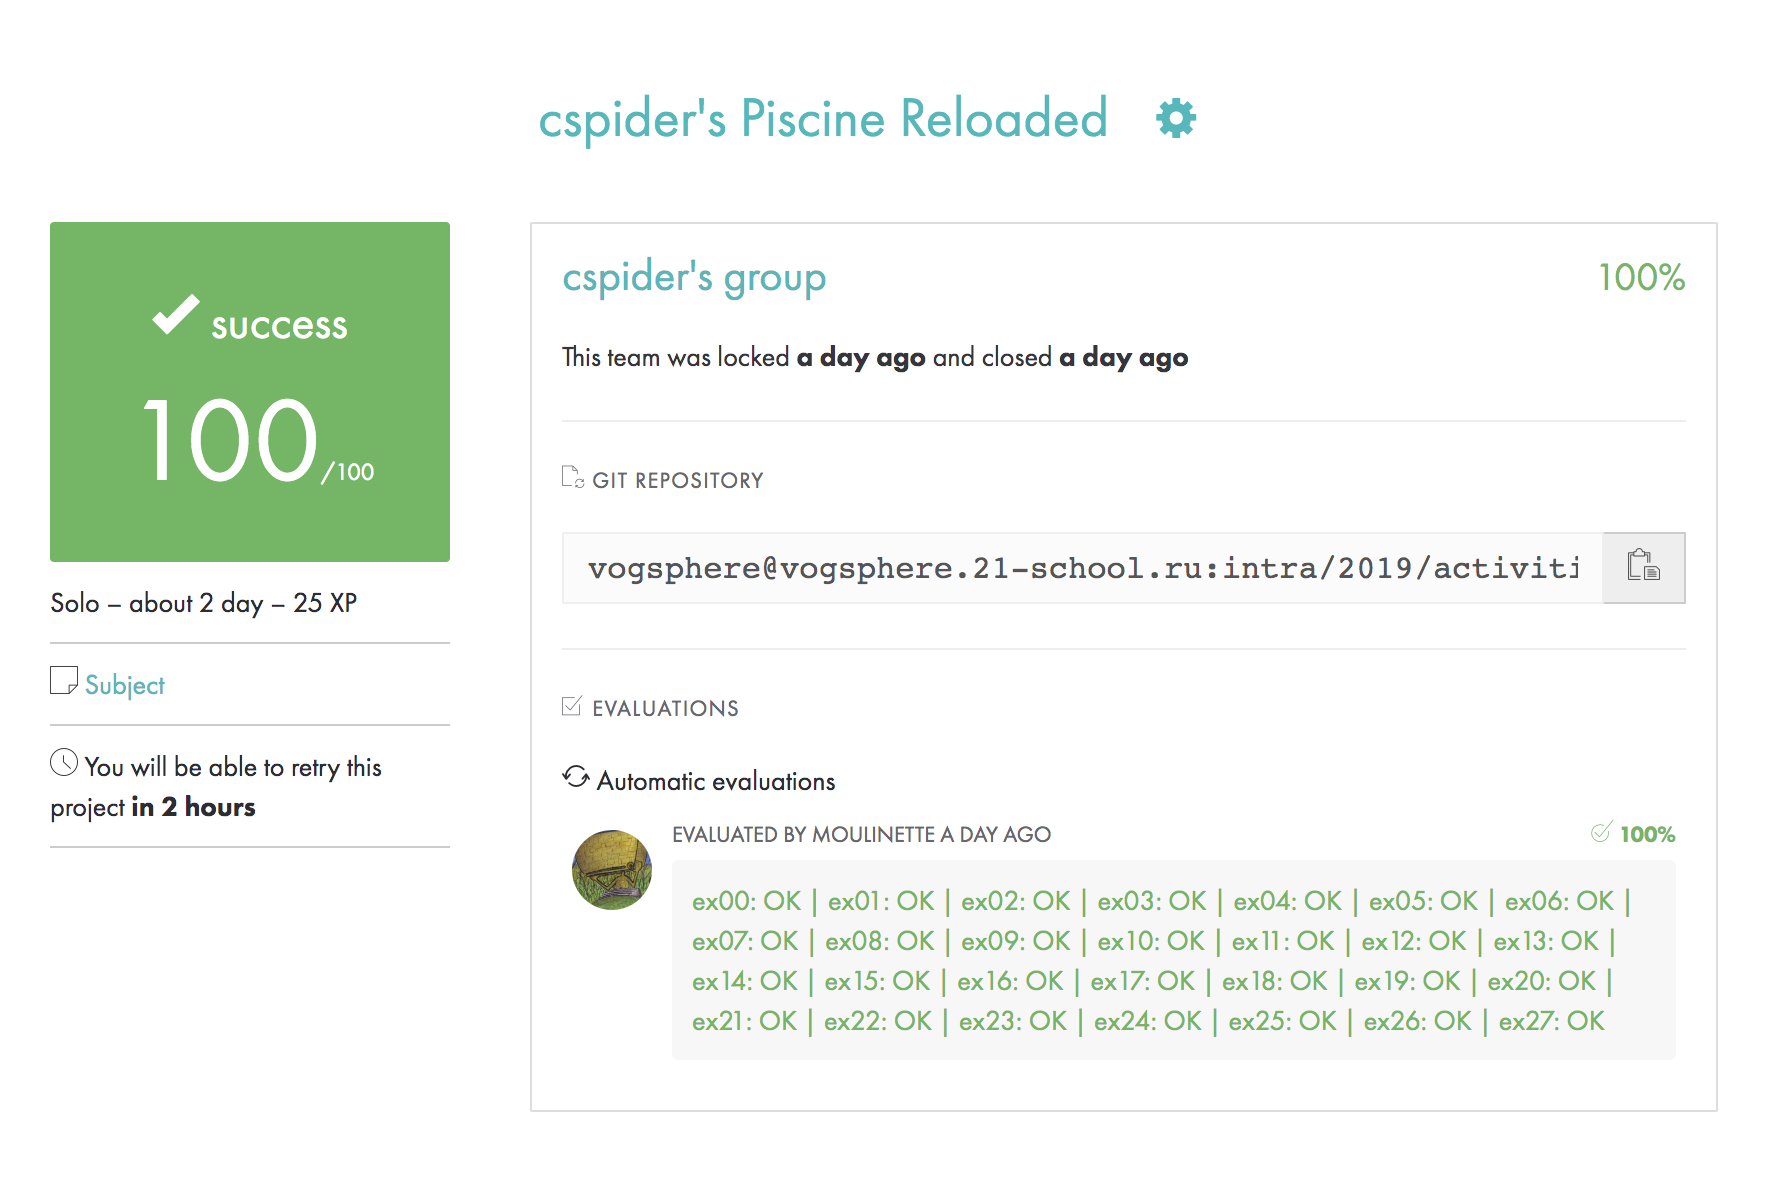 cspider's Piscine Reloaded
success
100/100
Solo – about 2 day – 25 XP
Subject
You will be able to retry this
project in 2 hours
cspider's group 100%
This team was locked a day ago and closed a day ago
GIT REPOSITORY
vogsphere@vogsphere.21-school.ru:intra/2019/activiti
EVALUATIONS
Automatic evaluations
EVALUATED BY MOULINETTE A DAY AGO 100%
ex00: OK | ex01: OK | ex02: OK | ex03: OK | ex04: OK | ex05: OK | ex06: OK |
ex07: OK | ex08: OK | ex09: OK | ex10: OK | ex11: OK | ex12: OK | ex13: OK |
ex14: OK | ex15: OK | ex16: OK | ex17: OK | ex18: OK | ex19: OK | ex20: OK |
ex21: OK | ex22: OK | ex23: OK | ex24: OK | ex25: OK | ex26: OK | ex27: OK